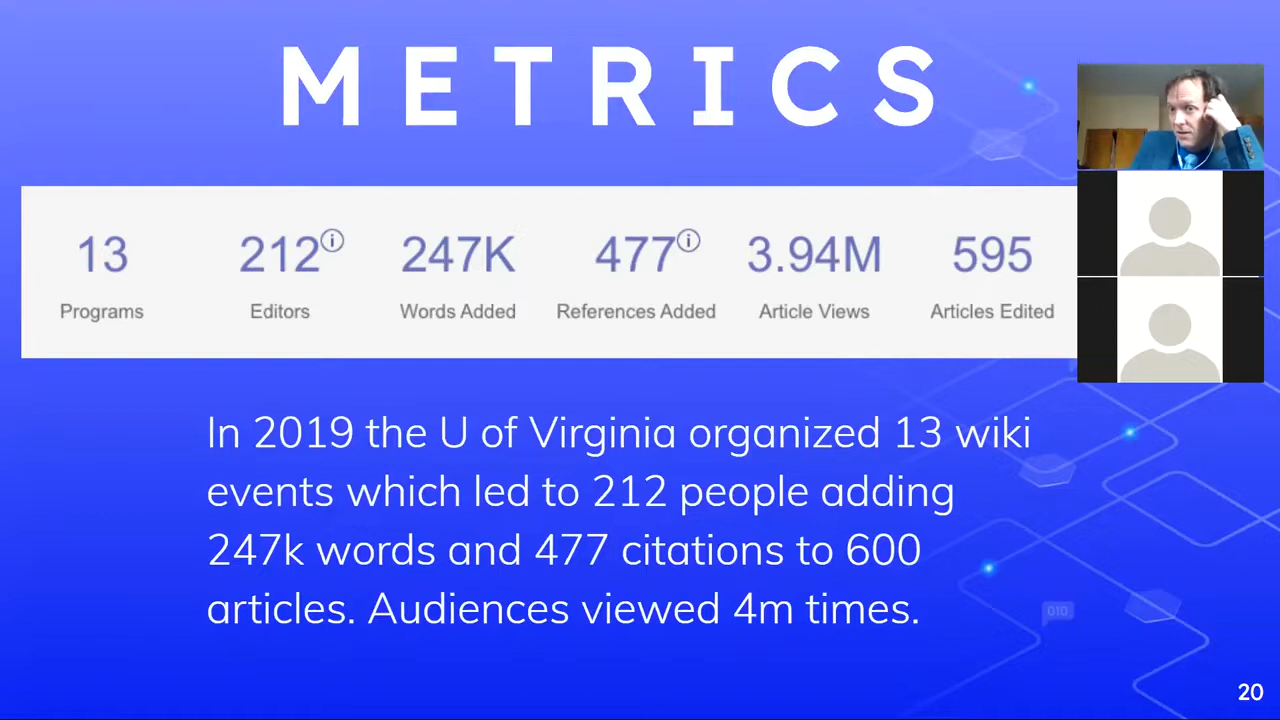 METRICS
13 212 247K 477 3.94M 595
Programs Editors Words Added References Added Article Views Articles Edited
In 2019 the U of Virginia organized 13 wiki
events which led to 212 people adding
247k words and 477 citations to 600
articles. Audiences viewed 4m times.
010
20